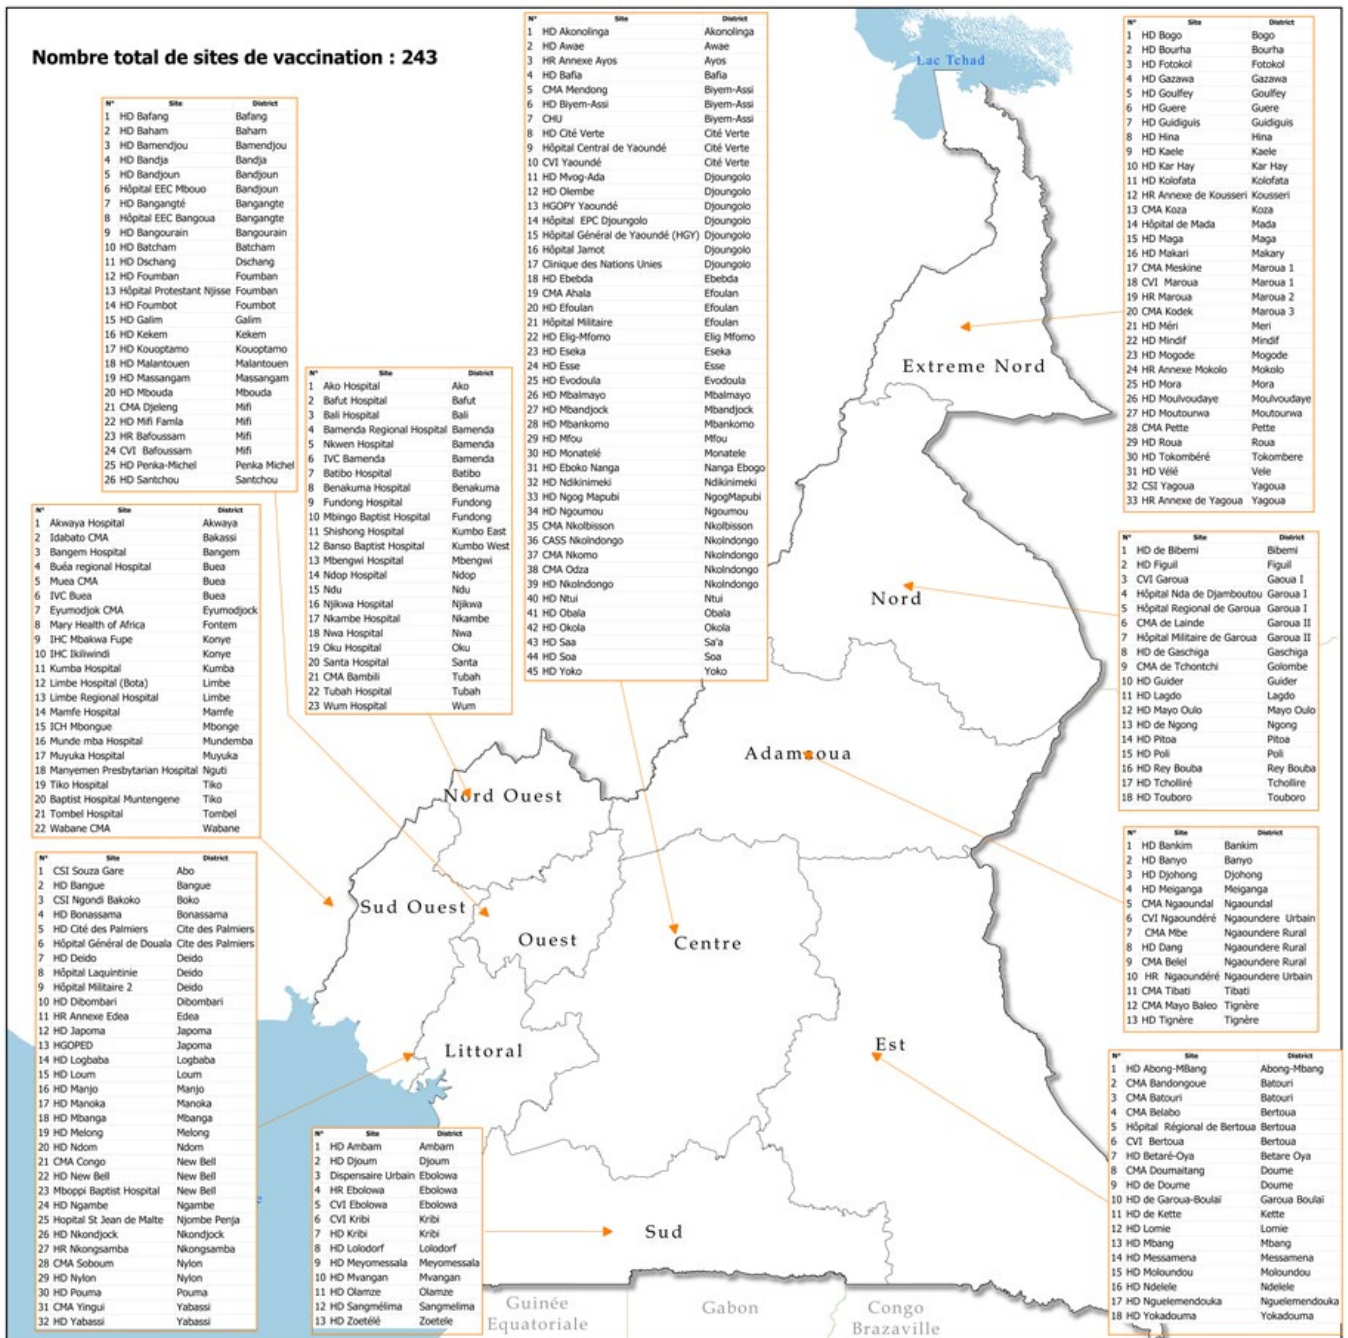 Nombre total de sites de vaccination : 243
N° Site District
1 HD Bafang Bafang
2 HD Baham Baham
3 HD Bamendjou Bamendjou
4 HD Bandja Bandja
5 HD Bandjoun Bandjoun
6 Hôpital EEC Mbouo Bandjoun
7 HD Bangangté Bangangte
8 Hôpital EEC Bangoua Bangangte
9 HD Bangourain Bangourain
10 HD Batcham Batcham
11 HD Dschang Dschang
12 HD Foumban Foumban
13 Hôpital Protestant Njisse Foumban
14 HD Foumbot Foumbot
15 HD Galim Galim
16 HD Kekem Kekem
17 HD Kouoptamo Kouoptamo
18 HD Malantouen Malantouen
19 HD Massangam Massangam
20 HD Mbouda Mbouda
21 CMA Djeleng Mifi
22 HD Mifi Famla Mifi
23 HR Bafoussam Mifi
24 CVI Bafoussam Mifi
25 HD Penka-Michel Penka Michel
26 HD Santchou Santchou
N° Site District
1 Ako Hospital Ako
2 Bafut Hospital Bafut
3 Bali Hospital Bali
4 Bamenda Regional Hospital Bamenda
5 Nkwen Hospital Bamenda
6 IVC Bamenda Bamenda
7 Batibo Hospital Batibo
8 Benakuma Hospital Benakuma
9 Fundong Hospital Fundong
10 Mbingo Baptist Hospital Fundong
11 Shishong Hospital Kumbo East
12 Banso Baptist Hospital Kumbo West
13 Mbengwi Hospital Mbengwi
14 Ndop Hospital Ndop
15 Ndu Ndu
16 Njikwa Hospital Njikwa
17 Nkambe Hospital Nkambe
18 Nwa Hospital Nwa
19 Oku Hospital Oku
20 Santa Hospital Santa
21 CMA Bambili Tubah
22 Tubah Hospital Tubah
23 Wum Hospital Wum
N° Site District
1 HD Akonolinga Akonolinga
2 HD Awae Awae
3 HR Annexe Ayos Ayos
4 HD Bafia Bafia
5 CMA Mendong Biyem-Assi
6 HD Biyem-Assi Biyem-Assi
7 CHU Biyem-Assi
8 HD Cité Verte Cité Verte
9 Hôpital Central de Yaoundé Cité Verte
10 CVI Yaoundé Cité Verte
11 HD Mvog-Ada Djoungolo
12 HD Olembe Djoungolo
13 HGOPY Yaoundé Djoungolo
14 Hôpital EPC Djoungolo Djoungolo
15 Hôpital Général de Yaoundé (HGY) Djoungolo
16 Hôpital Jamot Djoungolo
17 Clinique des Nations Unies Djoungolo
18 HD Ebebda Ebebda
19 CMA Ahala Efoulan
20 HD Efoulan Efoulan
21 Hôpital Militaire Efoulan
22 HD Elig-Mfomo Elig Mfomo
23 HD Eseka Eseka
24 HD Esse Esse
25 HD Evodoula Evodoula
26 HD Mbalmayo Mbalmayo
27 HD Mbandjock Mbandjock
28 HD Mbankomo Mbankomo
29 HD Mfou Mfou
30 HD Monatelé Monatele
31 HD Eboko Nanga Nanga Ebogo
32 HD Ndikinimeki Ndikinimeki
33 HD Ngog Mapubi NgogMapubi
34 HD Ngoumou Ngoumou
35 CMA Nkolbisson Nkolbisson
36 CASS Nkolndongo Nkolndongo
37 CMA Nkomo Nkolndongo
38 CMA Odza Nkolndongo
39 HD Nkolndongo Nkolndongo
40 HD Ntui Ntui
41 HD Obala Obala
42 HD Okola Okola
43 HD Saa Sa'a
44 HD Soa Soa
45 HD Yoko Yoko
N° Site District
1 HD Bogo Bogo
2 HD Bourha Bourha
3 HD Fotokol Fotokol
4 HD Gazawa Gazawa
5 HD Goulfey Goulfey
6 HD Guere Guere
7 HD Guidiguis Guidiguis
8 HD Hina Hina
9 HD Kaele Kaele
10 HD Kar Hay Kar Hay
11 HD Kolofata Kolofata
12 HR Annexe de Kousseri Kousseri
13 CMA Koza Koza
14 Hôpital de Mada Mada
15 HD Maga Maga
16 HD Makari Makary
17 CMA Meskine Maroua 1
18 CVI Maroua Maroua 1
19 HR Maroua Maroua 2
20 CMA Kodek Maroua 3
21 HD Méri Meri
22 HD Mindif Mindif
23 HD Mogode Mogode
24 HR Annexe Mokolo Mokolo
25 HD Mora Mora
26 HD Moulvoudaye Moulvoudaye
27 HD Moutourwa Moutourwa
28 CMA Pette Pette
29 HD Roua Roua
30 HD Tokombéré Tokombere
31 HD Vélé Vele
32 CSI Yagoua Yagoua
33 HR Annexe de Yagoua Yagoua
N° Site District
1 Akwaya Hospital Akwaya
2 Idabato CMA Bakassi
3 Bangem Hospital Bangem
4 Buéa regional Hospital Buea
5 Muea CMA Buea
6 IVC Buea Buea
7 Eyumodjok CMA Eyumodjock
8 Mary Health of Africa Fontem
9 IHC Mbakwa Fupe Konye
10 IHC Ikiliwindi Konye
11 Kumba Hospital Kumba
12 Limbe Hospital (Bota) Limbe
13 Limbe Regional Hospital Limbe
14 Mamfe Hospital Mamfe
15 ICH Mbongue Mbonge
16 Munde mba Hospital Mundemba
17 Muyuka Hospital Muyuka
18 Manyemen Presbytarian Hospital Nguti
19 Tiko Hospital Tiko
20 Baptist Hospital Muntengene Tiko
21 Tombel Hospital Tombel
22 Wabane CMA Wabane
N° Site District
1 HD de Bibemi Bibemi
2 HD Figuil Figuil
3 CVI Garoua Gaoua I
4 Hôpital Nda de Djamboutou Garoua I
5 Hôpital Regional de Garoua Garoua I
6 CMA de Lainde Garoua II
7 Hôpital Militaire de Garoua Garoua II
8 HD de Gaschiga Gaschiga
9 CMA de Tchontchi Golombe
10 HD Guider Guider
11 HD Lagdo Lagdo
12 HD Mayo Oulo Mayo Oulo
13 HD de Ngong Ngong
14 HD Pitoa Pitoa
15 HD Poli Poli
16 HD Rey Bouba Rey Bouba
17 HD Tcholliré Tchollire
18 HD Touboro Touboro
N° Site District
1 HD Bankim Bankim
2 HD Banyo Banyo
3 HD Djohong Djohong
4 HD Meiganga Meiganga
5 CMA Ngaoundal Ngaoundal
6 CVI Ngaoundéré Ngaoundere Urbain
7 CMA Mbe Ngaoundere Rural
8 HD Dang Ngaoundere Rural
9 CMA Belel Ngaoundere Rural
10 HR Ngaoundéré Ngaoundere Urbain
11 CMA Tibati Tibati
12 CMA Mayo Baleo Tignère
13 HD Tignère Tignère
N° Site District
1 CSI Souza Gare Abo
2 HD Bangue Bangue
3 CSI Ngondi Bakoko Boko
4 HD Bonassama Bonassama
5 HD Cité des Palmiers Cite des Palmiers
6 Hôpital Général de Douala Cite des Palmiers
7 HD Deido Deido
8 Hôpital Laquintinie Deido
9 Hôpital Militaire 2 Deido
10 HD Dibombari Dibombari
11 HR Annexe Edea Edea
12 HD Japoma Japoma
13 HGOPED Japoma
14 HD Logbaba Logbaba
15 HD Loum Loum
16 HD Manjo Manjo
17 HD Manoka Manoka
18 HD Mbanga Mbanga
19 HD Melong Melong
20 HD Ndom Ndom
21 CMA Congo New Bell
22 HD New Bell New Bell
23 Mboppi Baptist Hospital New Bell
24 HD Ngambe Ngambe
25 Hopital St Jean de Malte Njombe Penja
26 HD Nkondjock Nkondjock
27 HR Nkongsamba Nkongsamba
28 CMA Soboum Nylon
29 HD Nylon Nylon
30 HD Pouma Pouma
31 CMA Yingui Yabassi
32 HD Yabassi Yabassi
N° Site District
1 HD Ambam Ambam
2 HD Djoum Djoum
3 Dispensaire Urbain Ebolowa
4 HR Ebolowa Ebolowa
5 CVI Ebolowa Ebolowa
6 CVI Kribi Kribi
7 HD Kribi Kribi
8 HD Lolodorf Lolodorf
9 HD Meyomessala Meyomessala
10 HD Mvangan Mvangan
11 HD Olamze Olamze
12 HD Sangmélima Sangmelima
13 HD Zoetélé Zoetele
N° Site District
1 HD Abong-MBang Abong-Mbang
2 CMA Bandongoue Batouri
3 CMA Batouri Batouri
4 CMA Belabo Bertoua
5 Hôpital Régional de Bertoua Bertoua
6 CVI Bertoua Bertoua
7 HD Betaré-Oya Betare Oya
8 CMA Doumaitang Doume
9 HD de Doume Doume
10 HD de Garoua-Boulai Garoua Boulai
11 HD de Kette Kette
12 HD Lomie Lomie
13 HD Mbang Mbang
14 HD Messamena Messamena
15 HD Moloundou Moloundou
16 HD Ndelele Ndelele
17 HD Nguelemendouka Nguelemendouka
18 HD Yokadouma Yokadouma
Lac Tchad
Extreme Nord
Nord
Adamaoua
Nord Ouest
Sud Ouest
Ouest
Centre
Littoral
Est
Sud
e
Guinée
Equatoriale
Gabon
Congo
Brazaville